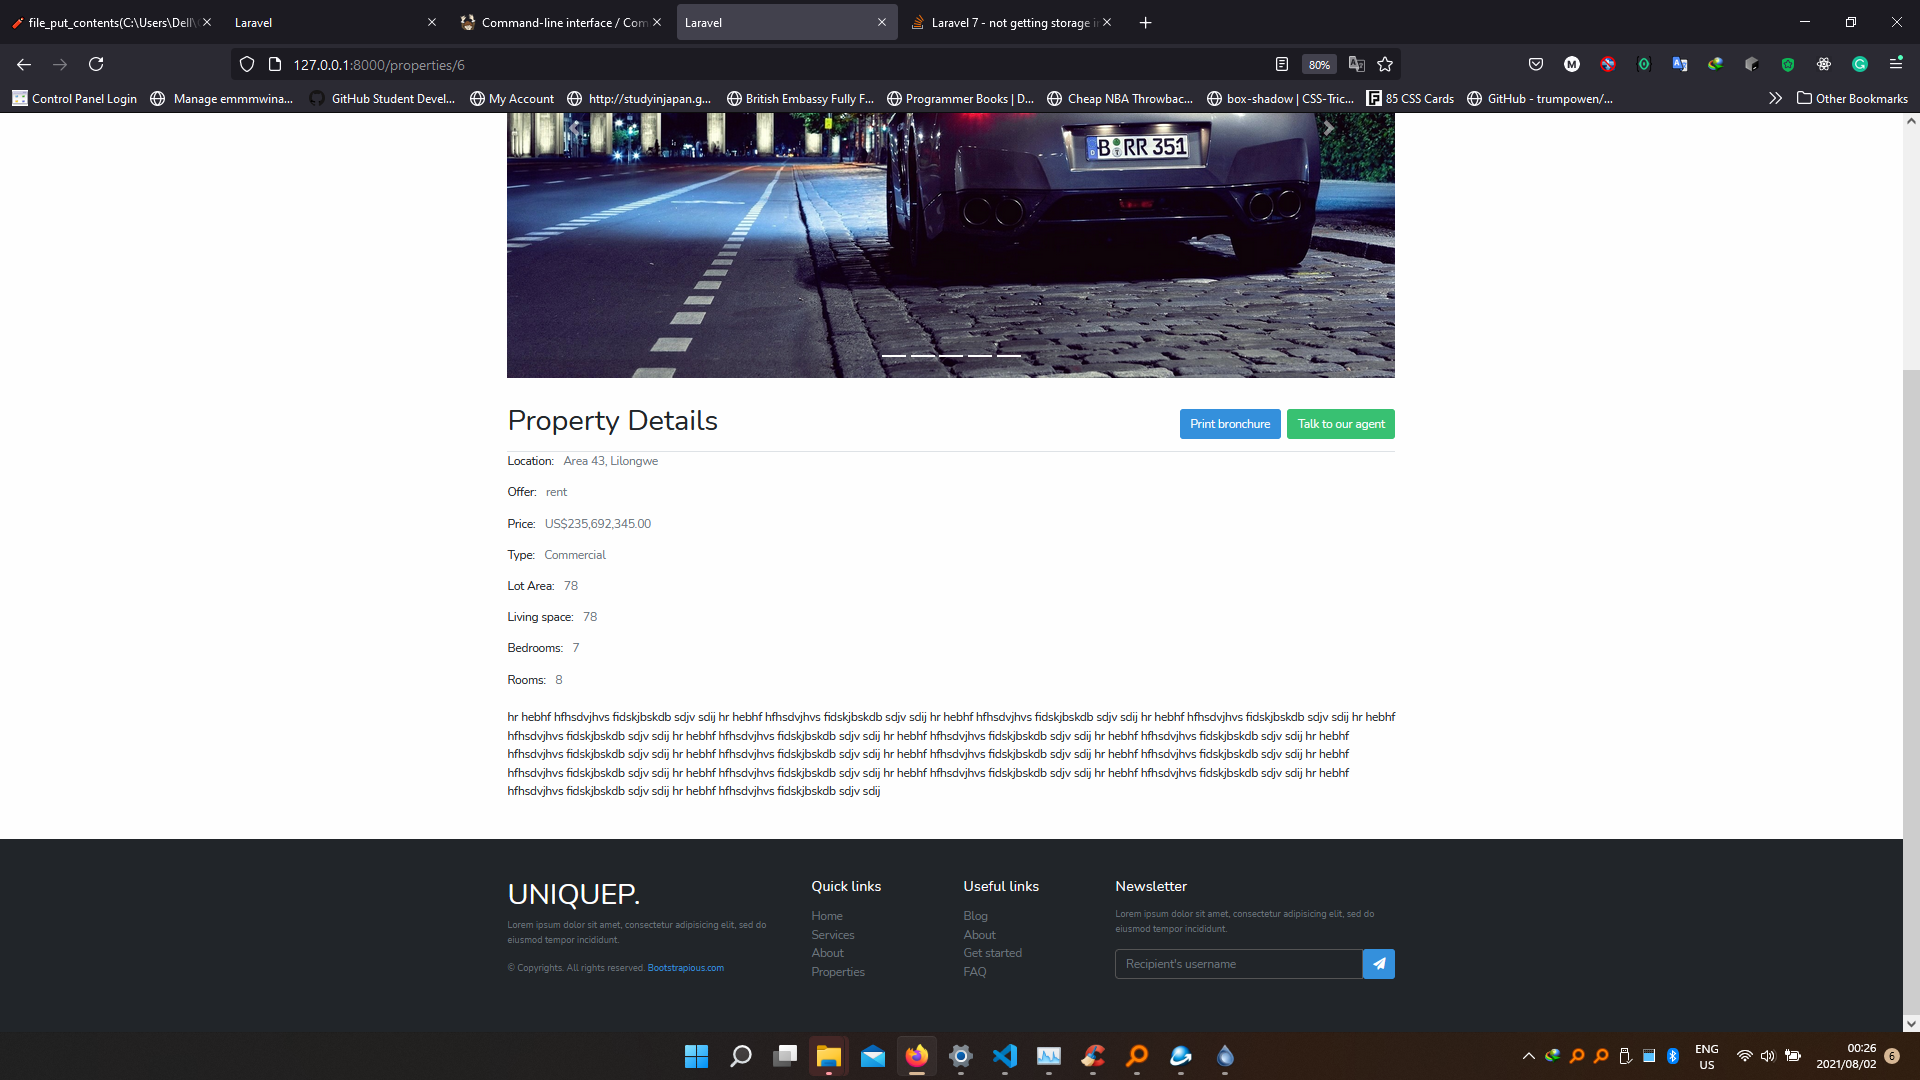 file_put_contents(C:\Users\Dell\
Laravel
Command-line interface / Com
Laravel
Laravel 7 - not getting storage i
127.0.0.1:8000/properties/6
80%
Control Panel Login
Manage emmmwina...
GitHub Student Devel...
My Account
http://studyinjapan.g...
British Embassy Fully F...
Programmer Books | D...
Cheap NBA Throwbac...
box-shadow | CSS-Tric...
85 CSS Cards
GitHub - trumpowen/...
Other Bookmarks
B RR 351
Property Details
Print bronchure
Talk to our agent
Location: Area 43, Lilongwe
Offer: rent
Price: US$235,692,345.00
Type: Commercial
Lot Area: 78
Living space: 78
Bedrooms: 7
Rooms: 8
hr hebhf hfhsdvjhvs fidskjbskdb sdjv sdij hr hebhf hfhsdvjhvs fidskjbskdb sdjv sdij hr hebhf hfhsdvjhvs fidskjbskdb sdjv sdij hr hebhf hfhsdvjhvs fidskjbskdb sdjv sdij hr hebhf
hfhsdvjhvs fidskjbskdb sdjv sdij hr hebhf hfhsdvjhvs fidskjbskdb sdjv sdij hr hebhf hfhsdvjhvs fidskjbskdb sdjv sdij hr hebhf hfhsdvjhvs fidskjbskdb sdjv sdij hr hebhf
hfhsdvjhvs fidskjbskdb sdjv sdij hr hebhf hfhsdvjhvs fidskjbskdb sdjv sdij hr hebhf hfhsdvjhvs fidskjbskdb sdjv sdij hr hebhf hfhsdvjhvs fidskjbskdb sdjv sdij hr hebhf
hfhsdvjhvs fidskjbskdb sdjv sdij hr hebhf hfhsdvjhvs fidskjbskdb sdjv sdij hr hebhf hfhsdvjhvs fidskjbskdb sdjv sdij hr hebhf hfhsdvjhvs fidskjbskdb sdjv sdij hr hebhf
hfhsdvjhvs fidskjbskdb sdjv sdij hr hebhf hfhsdvjhvs fidskjbskdb sdjv sdij
UNIQUEP.
Lorem ipsum dolor sit amet, consectetur adipisicing elit, sed do
eiusmod tempor incididunt.
© Copyrights. All rights reserved. Bootstrapious.com
Quick links
Home
Services
About
Properties
Useful links
Blog
About
Get started
FAQ
Newsletter
Lorem ipsum dolor sit amet, consectetur adipisicing elit, sed do
eiusmod tempor incididunt.
Recipient's username
ENG
US
00:26
2021/08/02
6